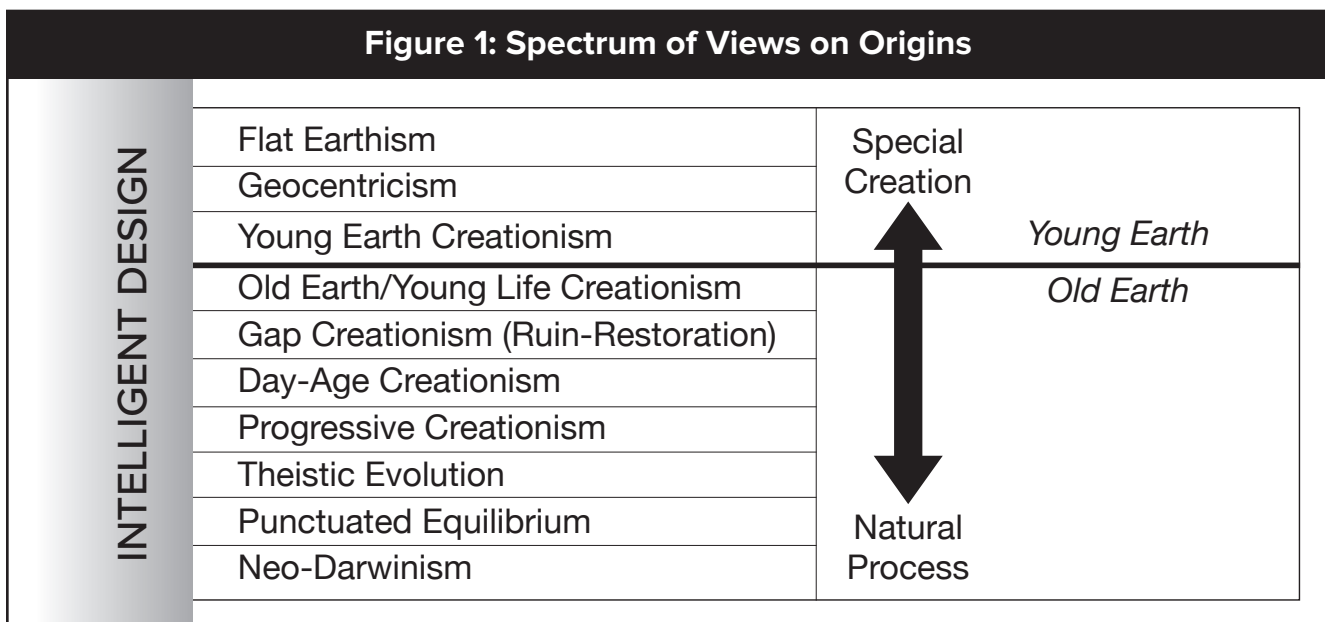 Figure 1: Spectrum of Views on Origins
INTELLIGENT DESIGN
Flat Earthism
Geocentricism
Young Earth Creationism
Old Earth/Young Life Creationism
Gap Creationism (Ruin-Restoration)
Day-Age Creationism
Progressive Creationism
Theistic Evolution
Punctuated Equilibrium
Neo-Darwinism
Special
Creation
Natural
Process
Young Earth
Old Earth